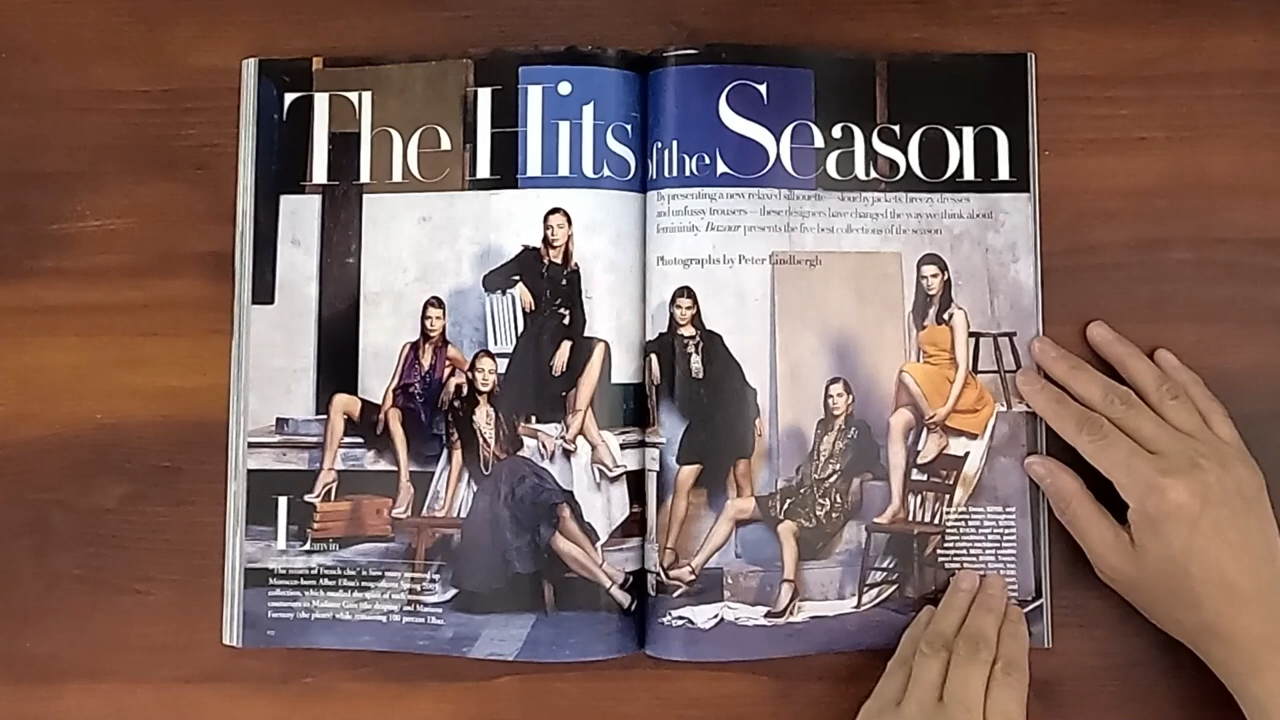 The Hits of the Season
By presenting a new relaxed silhouette—slouchy jackets, breezy dresses
and unfussy trousers—these designers have changed the way we think about
femininity. Bazaar presents the five best collections of the season
Photographs by Peter Lindbergh
Lanvin
"The return of French chic" is how many summed up
Morocco-born Alber Elbaz's magnificent Spring
collection, which recalled the spirit of such
couturiers as Madame Grès (the drapes) and Mariano
Fortuny (the pleats) while remaining 100 percent Elbaz.